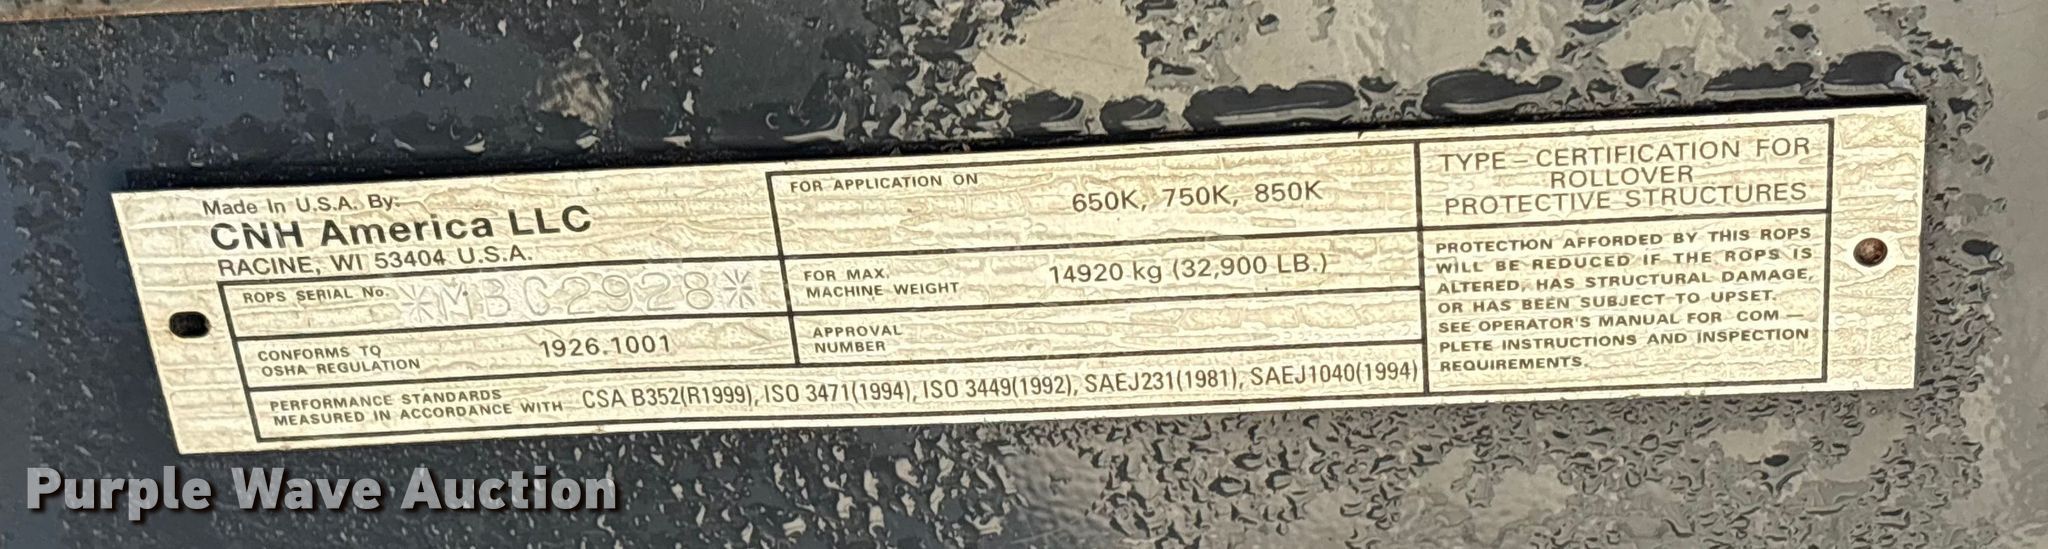 Made In U.S.A. By:
CNH America LLC
RACINE, WI 53404 U.S.A.
ROPS SERIAL No. *MBC2928*
CONFORMS TO
OSHA REGULATION
1926.1001
PERFORMANCE STANDARDS
MEASURED IN ACCORDANCE WITH
CSA B352(R1999), ISO 3471(1994), ISO 3449(1992), SAEJ231(1981), SAEJ1040(1994)
FOR APPLICATION ON
650K, 750K, 850K
FOR MAX.
MACHINE WEIGHT
14920 kg (32,900 LB.)
APPROVAL
NUMBER
TYPE – CERTIFICATION FOR
ROLLOVER
PROTECTIVE STRUCTURES
PROTECTION AFFORDED BY THIS ROPS
WILL BE REDUCED IF THE ROPS IS
ALTERED, HAS STRUCTURAL DAMAGE,
OR HAS BEEN SUBJECT TO UPSET.
SEE OPERATOR'S MANUAL FOR COM –
PLETE INSTRUCTIONS AND INSPECTION
REQUIREMENTS.
Purple Wave Auction